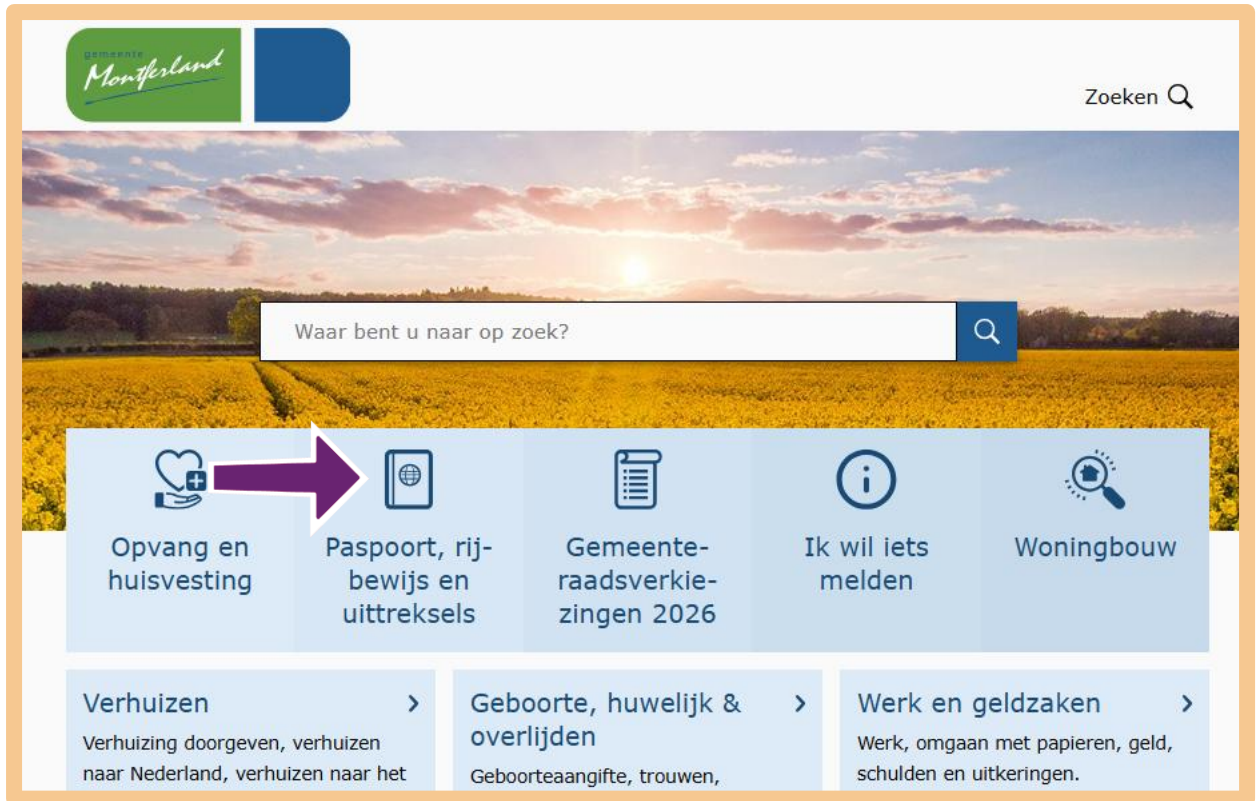 gemeente
Montferland
Zoeken
Waar bent u naar op zoek?
Opvang en
huisvesting
Paspoort, rij-
bewijs en
uittreksels
Gemeente-
raadsverkie-
zingen 2026
Ik wil iets
melden
Woningbouw
Verhuizen
Verhuizing doorgeven, verhuizen
naar Nederland, verhuizen naar het
Geboorte, huwelijk &
overlijden
Geboorteaangifte, trouwen,
Werk en geldzaken
Werk, omgaan met papieren, geld,
schulden en uitkeringen.